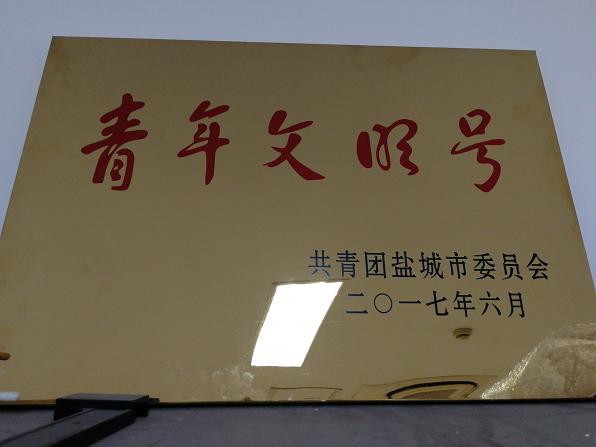 青年文明号
共青团盐城市委员会
二〇一七年六月